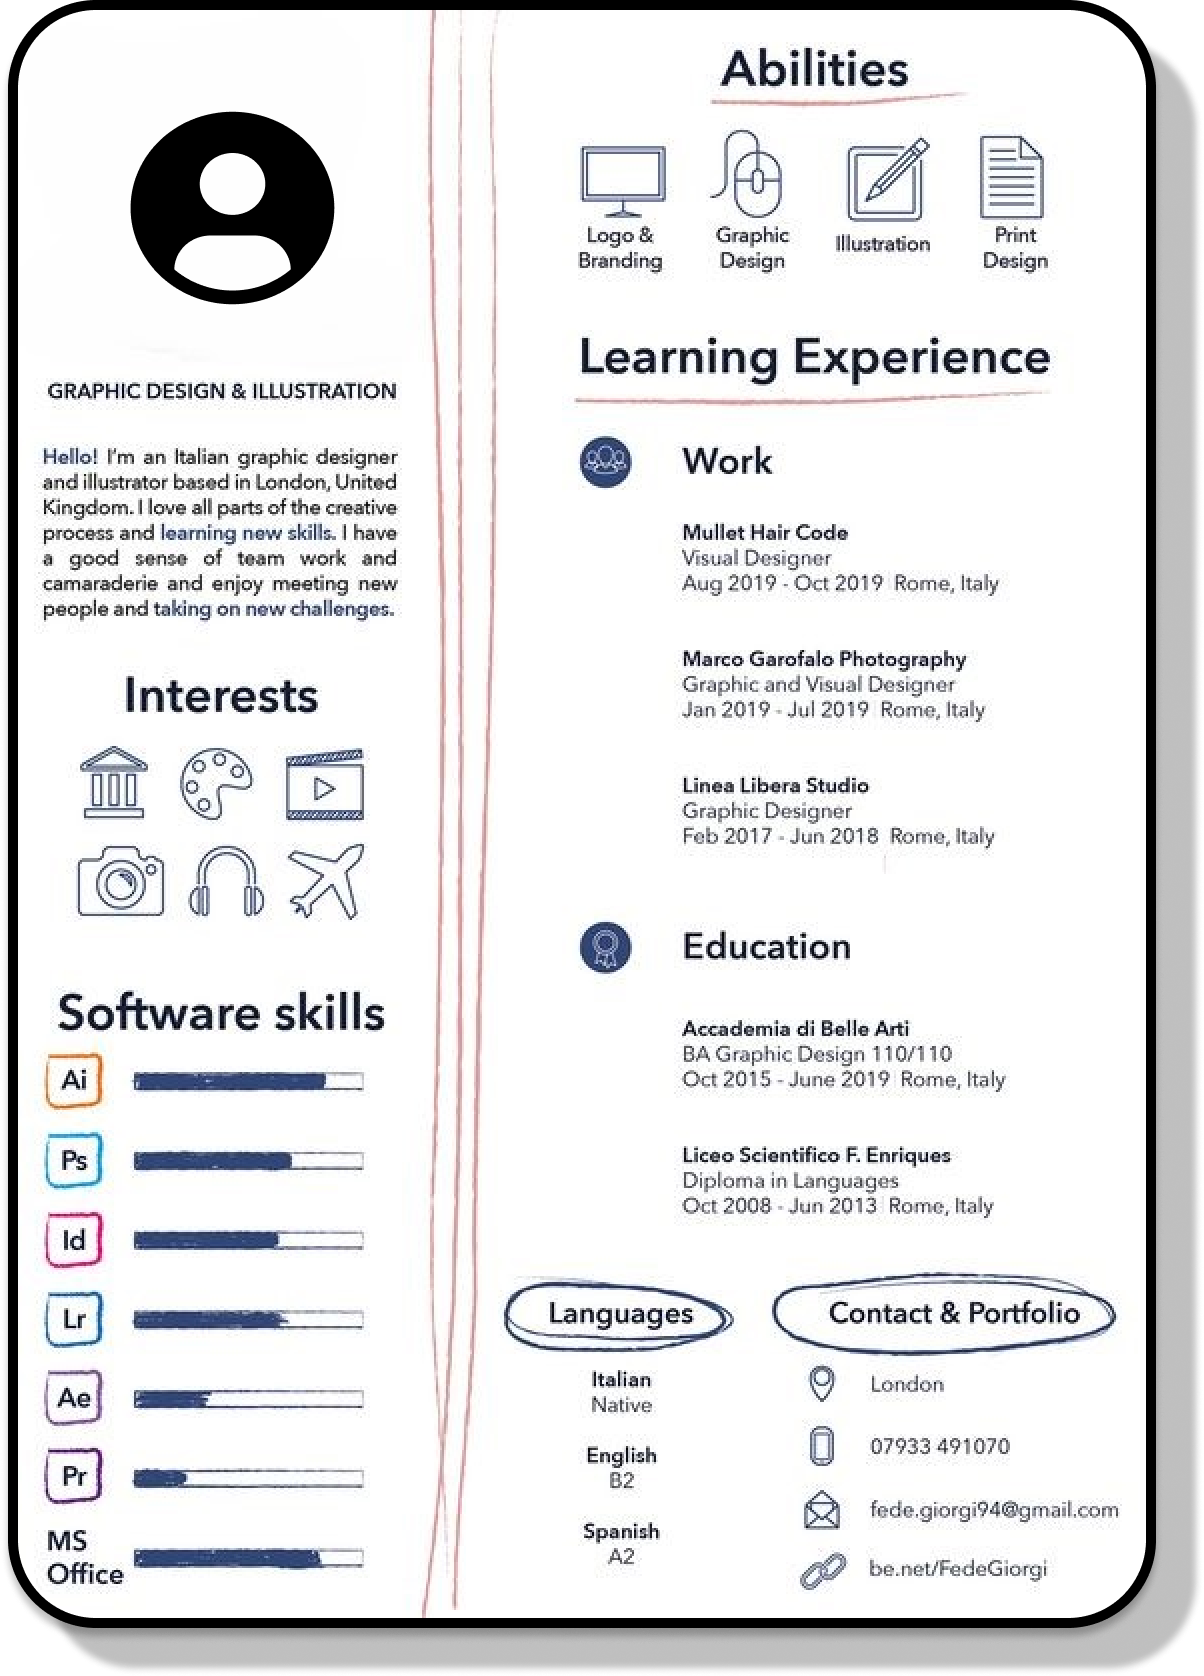 GRAPHIC DESIGN & ILLUSTRATION
Hello! I'm an Italian graphic designer
and illustrator based in London, United
Kingdom. I love all parts of the creative
process and learning new skills. I have
a good sense of team work and
camaraderie and enjoy meeting new
people and taking on new challenges.
Interests
Software skills
Ai
Ps
Id
Lr
Ae
Pr
MS
Office
Abilities
Logo &
Branding
Graphic
Design
Illustration
Print
Design
Learning Experience
Work
Mullet Hair Code
Visual Designer
Aug 2019 - Oct 2019 Rome, Italy
Marco Garofalo Photography
Graphic and Visual Designer
Jan 2019 - Jul 2019 Rome, Italy
Linea Libera Studio
Graphic Designer
Feb 2017 - Jun 2018 Rome, Italy
Education
Accademia di Belle Arti
BA Graphic Design 110/110
Oct 2015 - June 2019 Rome, Italy
Liceo Scientifico F. Enriques
Diploma in Languages
Oct 2008 - Jun 2013 Rome, Italy
Languages
Italian
Native
English
B2
Spanish
A2
Contact & Portfolio
London
07933 491070
fede.giorgi94@gmail.com
be.net/FedeGiorgi